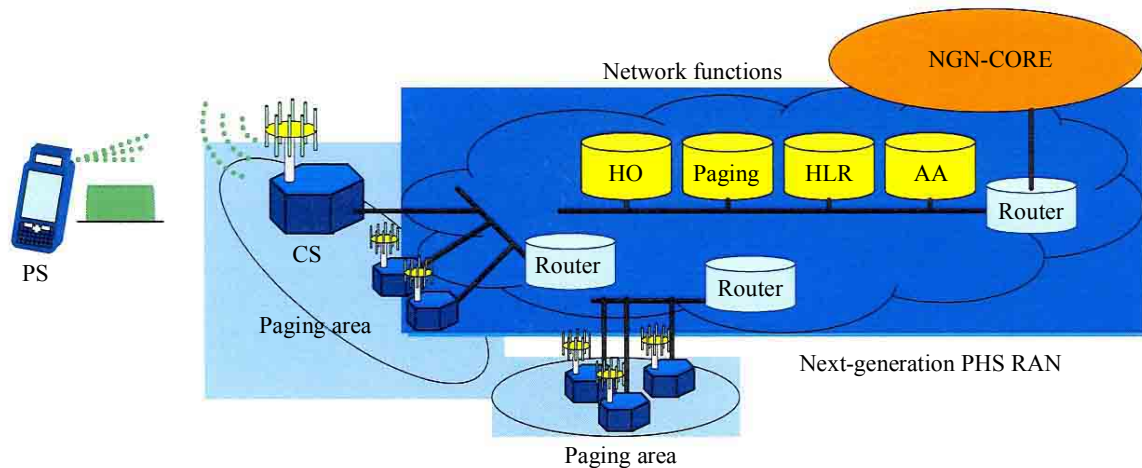 NGN-CORE
Network functions
HO
Paging
HLR
AA
Router
PS
CS
Router
Router
Paging area
Next-generation PHS RAN
Paging area